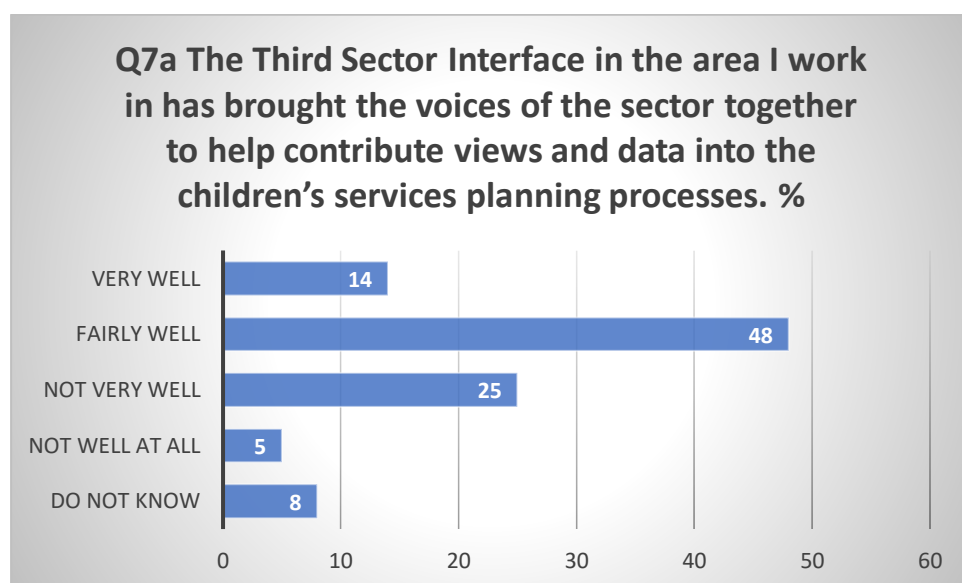 Q7a The Third Sector Interface in the area I work
in has brought the voices of the sector together
to help contribute views and data into the
children’s services planning processes. %
VERY WELL 14
FAIRLY WELL 48
NOT VERY WELL 25
NOT WELL AT ALL 5
DO NOT KNOW 8
0 10 20 30 40 50 60